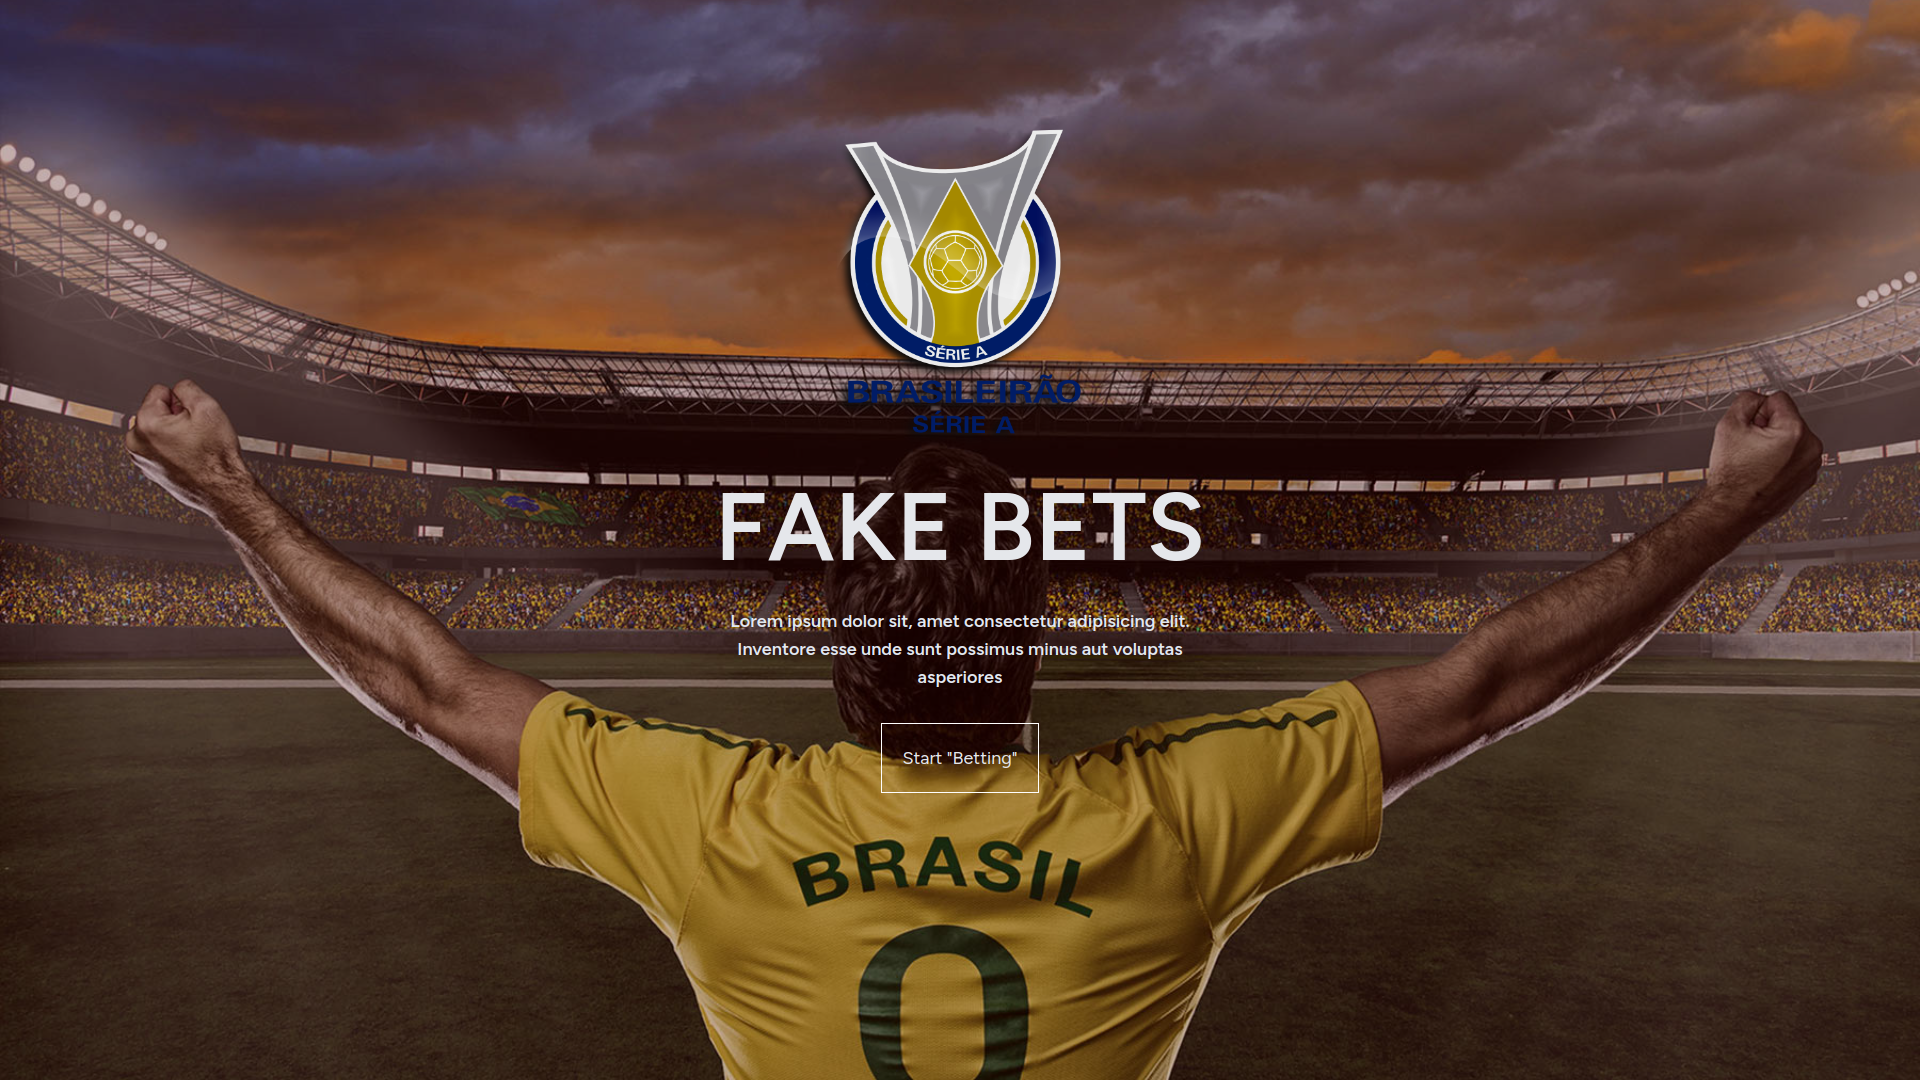 SÉRIE A
BRASILEIRÃO
SÉRIE A
FAKE BETS
Lorem ipsum dolor sit, amet consectetur adipisicing elit.
Inventore esse unde sunt possimus minus aut voluptas
asperiores
Start "Betting"
BRASIL
0